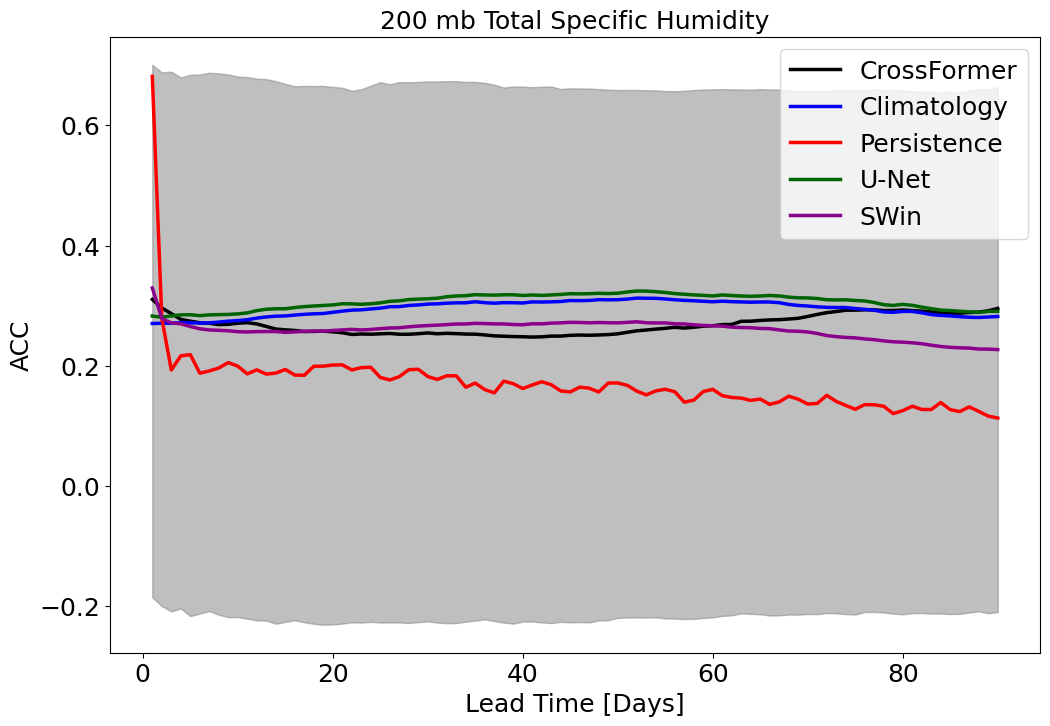 200 mb Total Specific Humidity
CrossFormer
Climatology
Persistence
U-Net
SWin
ACC
0.6
0.4
0.2
0.0
−0.2
0 20 40 60 80
Lead Time [Days]